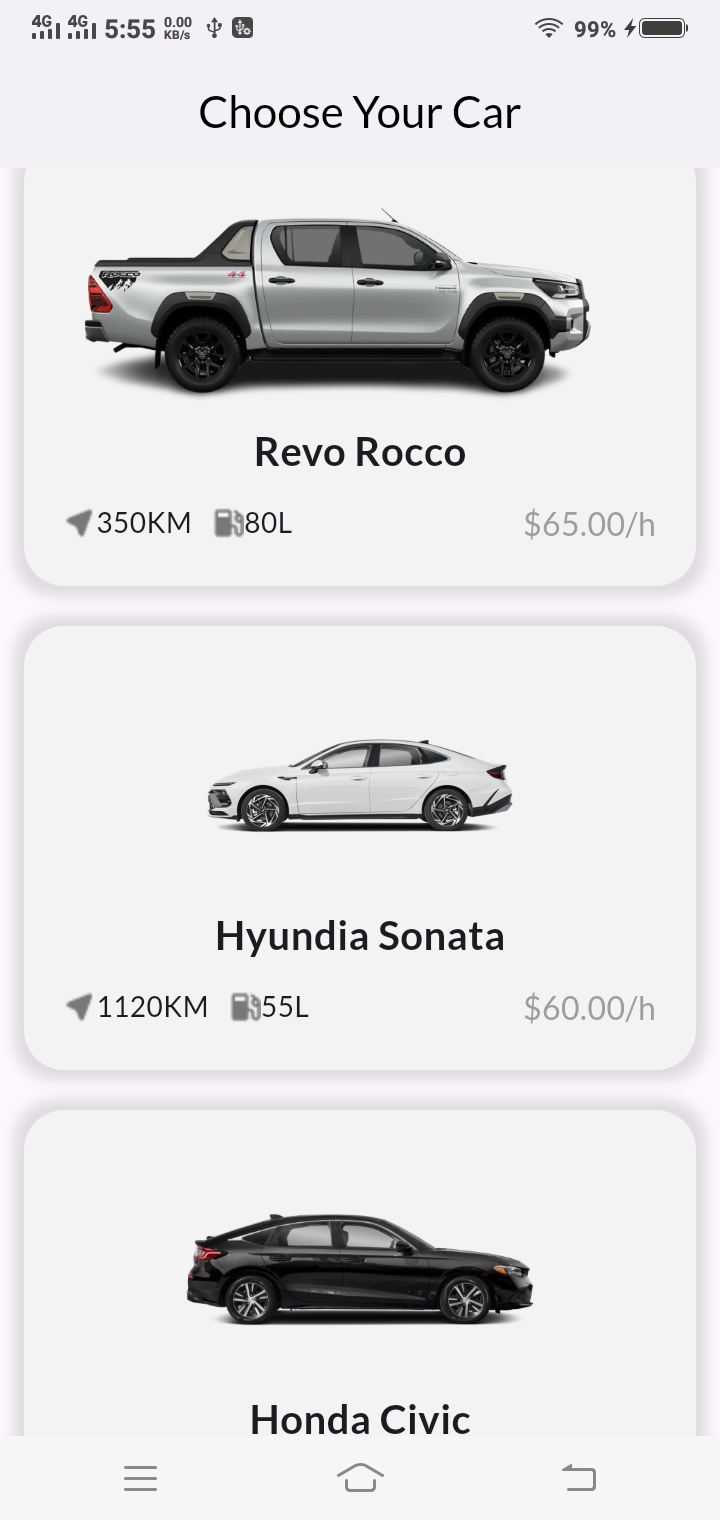 4G 4G 5:55 0.00 KB/s 99%
Choose Your Car
ROCCO
Revo Rocco
350KM 80L $65.00/h
Hyundia Sonata
1120KM 55L $60.00/h
Honda Civic